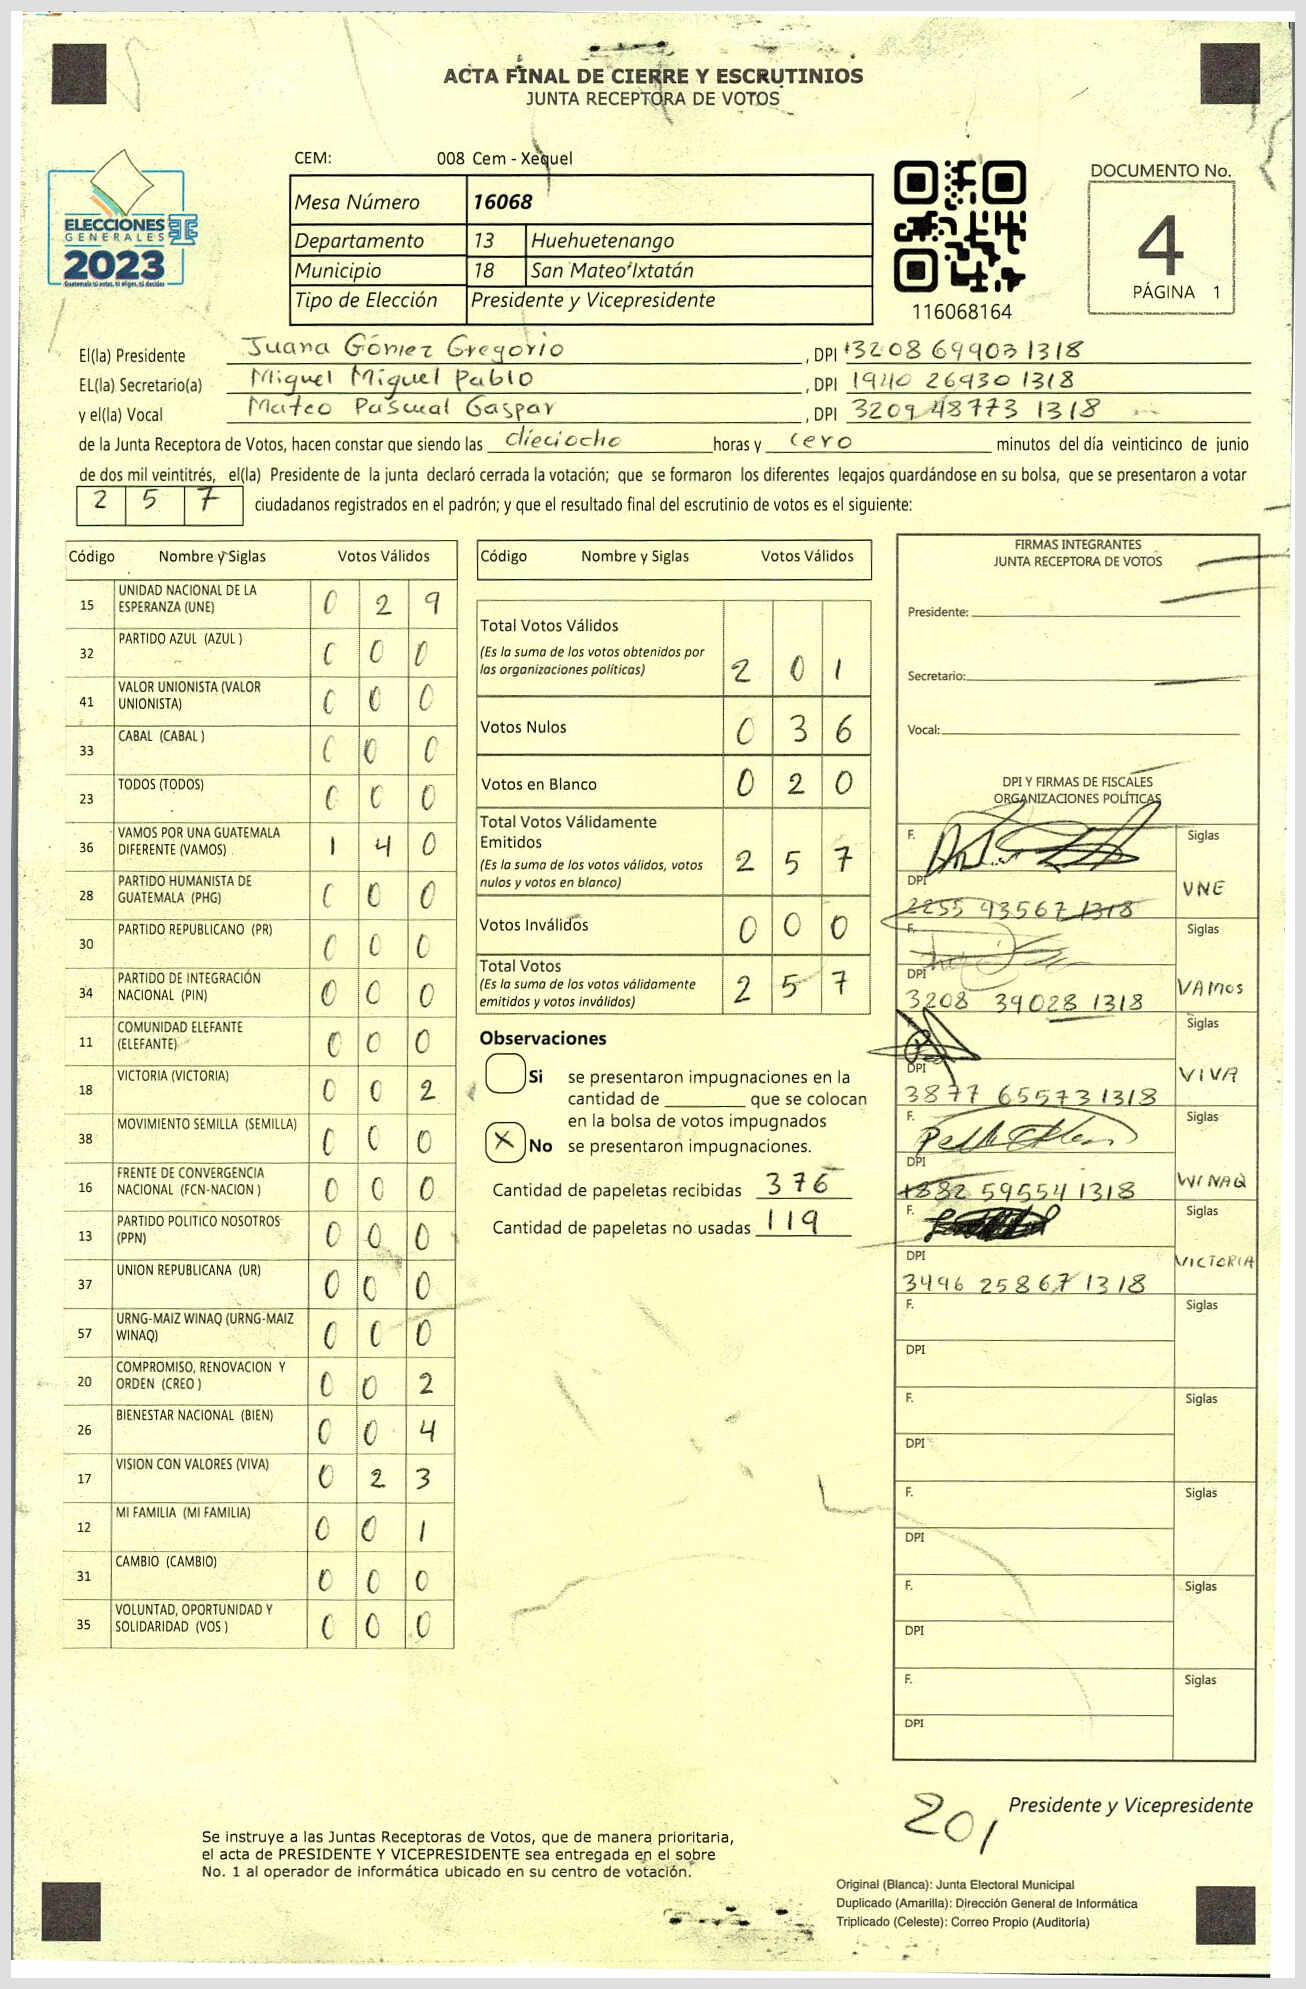 ACTA FINAL DE CIERRE Y ESCRUTINIOS
JUNTA RECEPTORA DE VOTOS
CEM: 008 Cem - Xequel
ELECCIONES
GENERALES
2023
Guatemala tú votas, tú eliges, tú decides
Mesa Número 16068
Departamento 13 Huehuetenango
Municipio 18 San Mateo Ixtatán
Tipo de Elección Presidente y Vicepresidente
116068164
DOCUMENTO No.
4
PÁGINA 1
El(la) Presidente Juana Gómez Gregorio, DPI 3208 69903 1318
EL(la) Secretario(a) Miguel Miguel Pablo, DPI 1940 26930 1318
y el(la) Vocal Mateo Pascual Gaspar, DPI 3209 48773 1318
de la Junta Receptora de Votos, hacen constar que siendo las dieciocho horas y cero minutos del día veinticinco de junio
de dos mil veintitrés, el(la) Presidente de la junta declaró cerrada la votación; que se formaron los diferentes legajos guardándose en su bolsa, que se presentaron a votar
2 5 7 ciudadanos registrados en el padrón; y que el resultado final del escrutinio de votos es el siguiente:
Código Nombre y Siglas Votos Válidos
15 UNIDAD NACIONAL DE LA ESPERANZA (UNE) 0 2 9
32 PARTIDO AZUL (AZUL ) 0 0 0
41 VALOR UNIONISTA (VALOR UNIONISTA) 0 0 0
33 CABAL (CABAL ) 0 0 0
23 TODOS (TODOS) 0 0 0
36 VAMOS POR UNA GUATEMALA DIFERENTE (VAMOS) 1 4 0
28 PARTIDO HUMANISTA DE GUATEMALA (PHG) 0 0 0
30 PARTIDO REPUBLICANO (PR) 0 0 0
34 PARTIDO DE INTEGRACIÓN NACIONAL (PIN) 0 0 0
11 COMUNIDAD ELEFANTE (ELEFANTE) 0 0 0
18 VICTORIA (VICTORIA) 0 0 2
38 MOVIMIENTO SEMILLA (SEMILLA) 0 0 0
16 FRENTE DE CONVERGENCIA NACIONAL (FCN-NACION ) 0 0 0
13 PARTIDO POLITICO NOSOTROS (PPN) 0 0 0
37 UNION REPUBLICANA (UR) 0 0 0
57 URNG-MAIZ WINAQ (URNG-MAIZ WINAQ) 0 0 0
20 COMPROMISO, RENOVACION Y ORDEN (CREO ) 0 0 2
26 BIENESTAR NACIONAL (BIEN) 0 0 4
17 VISION CON VALORES (VIVA) 0 2 3
12 MI FAMILIA (MI FAMILIA) 0 0 1
31 CAMBIO (CAMBIO) 0 0 0
35 VOLUNTAD, OPORTUNIDAD Y SOLIDARIDAD (VOS ) 0 0 0
Código Nombre y Siglas Votos Válidos
Total Votos Válidos
(Es la suma de los votos obtenidos por
las organizaciones políticas) 2 0 1
Votos Nulos 0 3 6
Votos en Blanco 0 2 0
Total Votos Válidamente
Emitidos
(Es la suma de los votos válidos, votos
nulos y votos en blanco) 2 5 7
Votos Inválidos 0 0 0
Total Votos
(Es la suma de los votos válidamente
emitidos y votos inválidos) 2 5 7
Observaciones
Si se presentaron impugnaciones en la
cantidad de ________ que se colocan
en la bolsa de votos impugnados
X No se presentaron impugnaciones.
Cantidad de papeletas recibidas 376
Cantidad de papeletas no usadas 119
FIRMAS INTEGRANTES
JUNTA RECEPTORA DE VOTOS
Presidente:
Secretario:
Vocal:
DPI Y FIRMAS DE FISCALES
ORGANIZACIONES POLÍTICAS
F. Siglas
DPI UNE
2255 43567 1318
F. Siglas
DPI VAMOS
3208 39028 1318
Siglas
DPI VIVA
3877 65573 1318
F. Siglas
DPI WINAQ
1882 59554 1318
F. Siglas
DPI VICTORIA
3496 25867 1318
F. Siglas
DPI
F. Siglas
DPI
F. Siglas
DPI
F. Siglas
DPI
F. Siglas
DPI
201
Presidente y Vicepresidente
Se instruye a las Juntas Receptoras de Votos, que de manera prioritaria,
el acta de PRESIDENTE Y VICEPRESIDENTE sea entregada en el sobre
No. 1 al operador de informática ubicado en su centro de votación.
Original (Blanca): Junta Electoral Municipal
Duplicado (Amarilla): Dirección General de Informática
Triplicado (Celeste): Correo Propio (Auditoría)